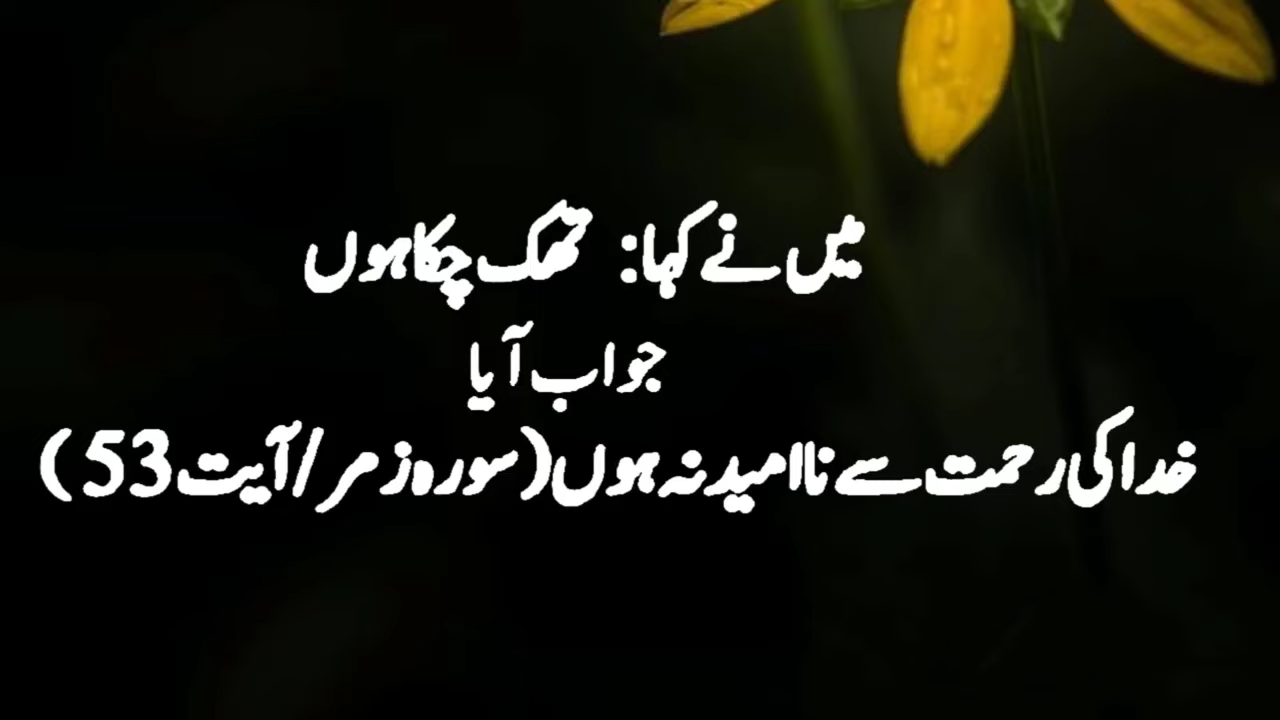 میں نے کہا: تھک چکا ہوں
جواب آیا
خدا کی رحمت سے ناامید نہ ہوں (سورہ زمر/آیت 53)